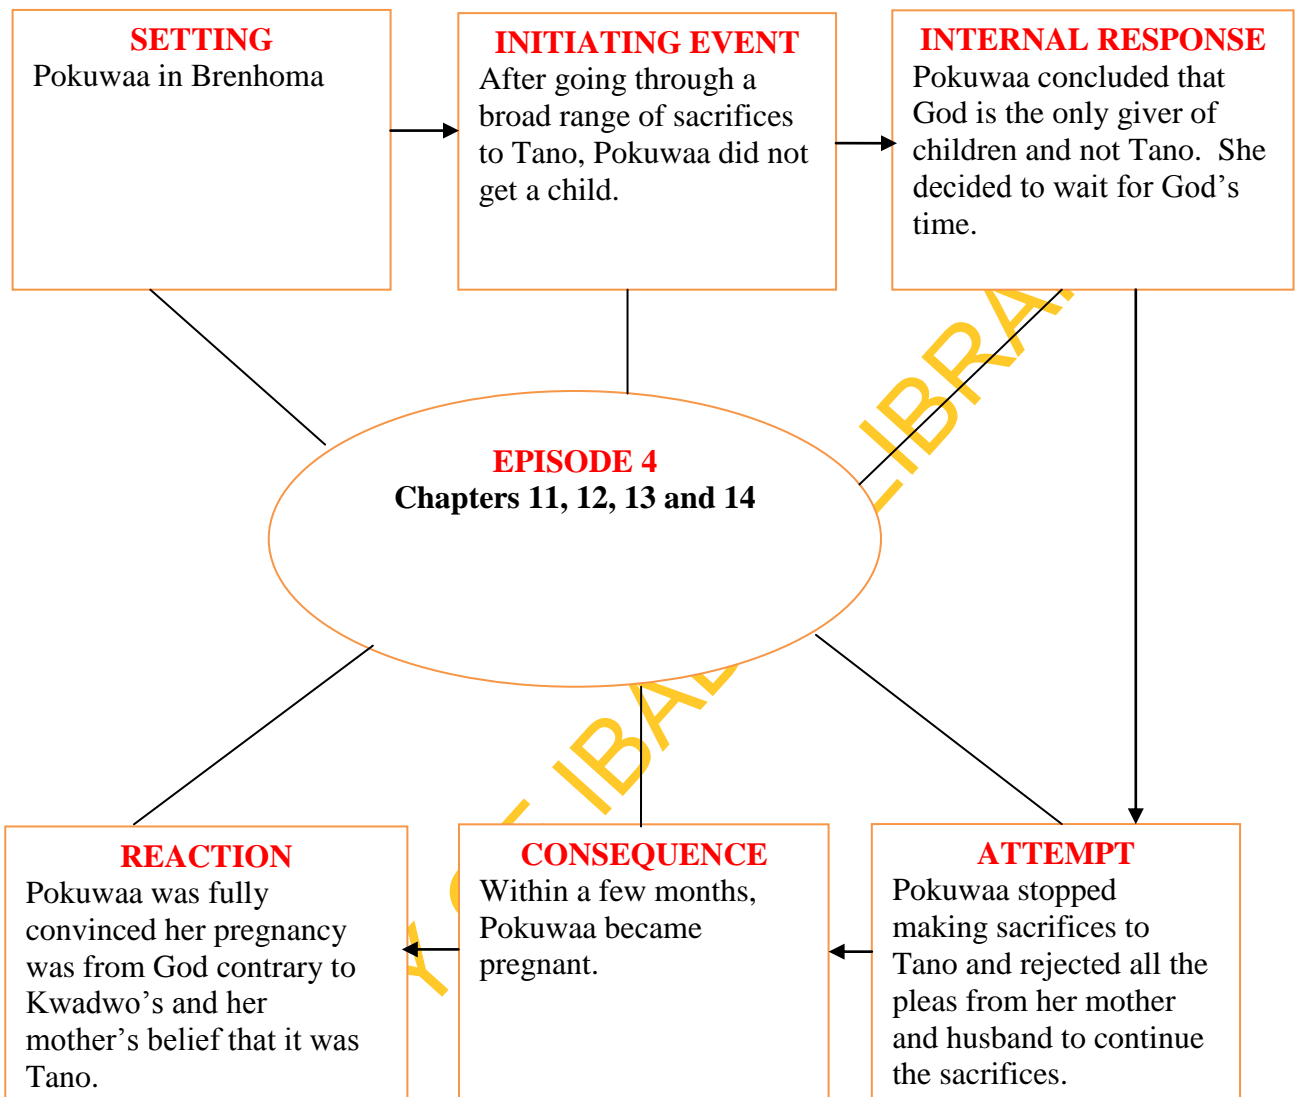 SETTING
Pokuwaa in Brenhoma
INITIATING EVENT
After going through a
broad range of sacrifices
to Tano, Pokuwaa did not
get a child.
INTERNAL RESPONSE
Pokuwaa concluded that
God is the only giver of
children and not Tano.  She
decided to wait for God’s
time.
EPISODE 4
Chapters 11, 12, 13 and 14
REACTION
Pokuwaa was fully
convinced her pregnancy
was from God contrary to
Kwadwo’s and her
mother’s belief that it was
Tano.
CONSEQUENCE
Within a few months,
Pokuwaa became
pregnant.
ATTEMPT
Pokuwaa stopped
making sacrifices to
Tano and rejected all the
pleas from her mother
and husband to continue
the sacrifices.